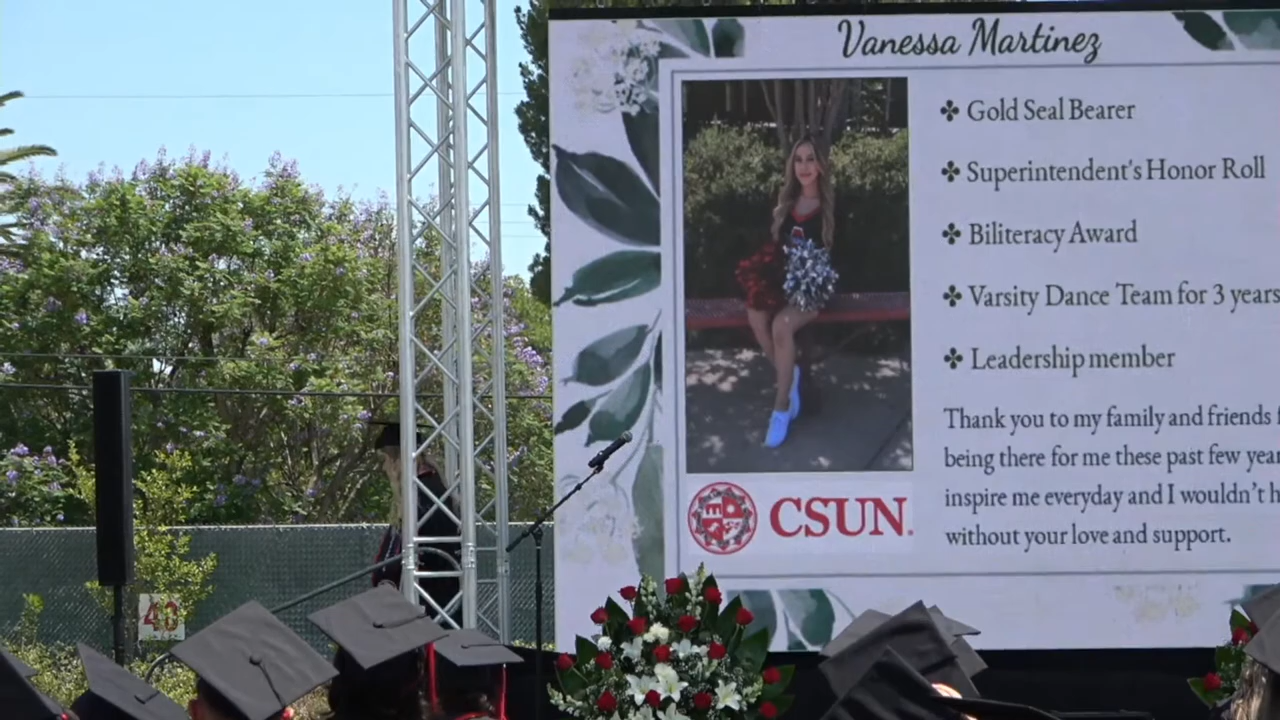 Vanessa Martinez
Gold Seal Bearer
Superintendent's Honor Roll
Biliteracy Award
Varsity Dance Team for 3 years
Leadership member
Thank you to my family and friends
being there for me these past few
inspire me everyday and I wouldn't
without your love and support.
CSUN.
40